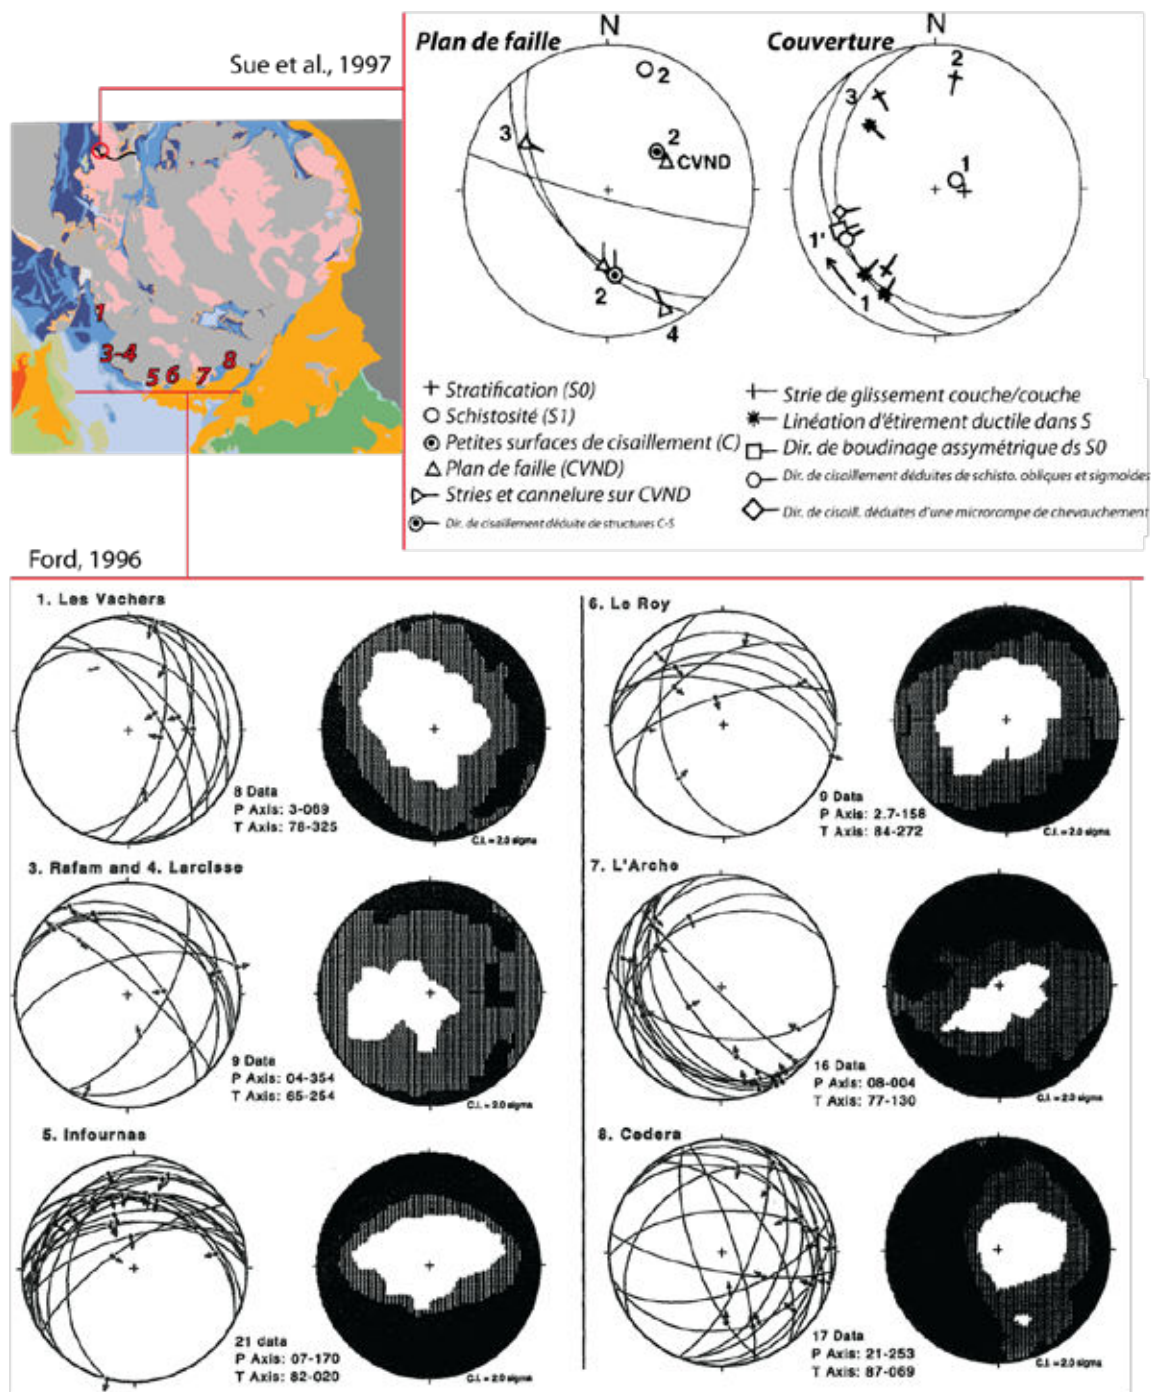 Sue et al., 1997
Plan de faille
N
2
2
CVND
3
2
4
Couverture
N
2
3
1
1'
1
+ Stratification (S0)
Schistosité (S1)
Petites surfaces de cisaillement (C)
Plan de faille (CVND)
Stries et cannelure sur CVND
Dir. de cisaillement déduite de structures C-S
Strie de glissement couche/couche
Linéation d'étirement ductile dans S
Dir. de boudinage assymétrique ds S0
Dir. de cisaillement déduites de schisto. obliques et sigmoides
Dir. de cisaill. déduites d'une microrampe de chevauchement
1
3-4
5
6
7
8
Ford, 1996
1. Les Vachers
8 Data
P Axis: 3-069
T Axis: 78-325
C.I. = 2.0 sigma
3. Rafam and 4. Larcisse
9 Data
P Axis: 04-354
T Axis: 65-254
C.I. = 2.0 sigma
5. Infournas
21 data
P Axis: 07-170
T Axis: 82-020
C.I. = 2.0 sigma
6. Le Roy
9 Data
P Axis: 2.7-158
T Axis: 84-272
C.I. = 2.0 sigma
7. L'Arche
16 Data
P Axis: 08-004
T Axis: 77-130
C.I. = 2.0 sigma
8. Cedera
17 Data
P Axis: 21-253
T Axis: 87-069
C.I. = 2.0 sigma